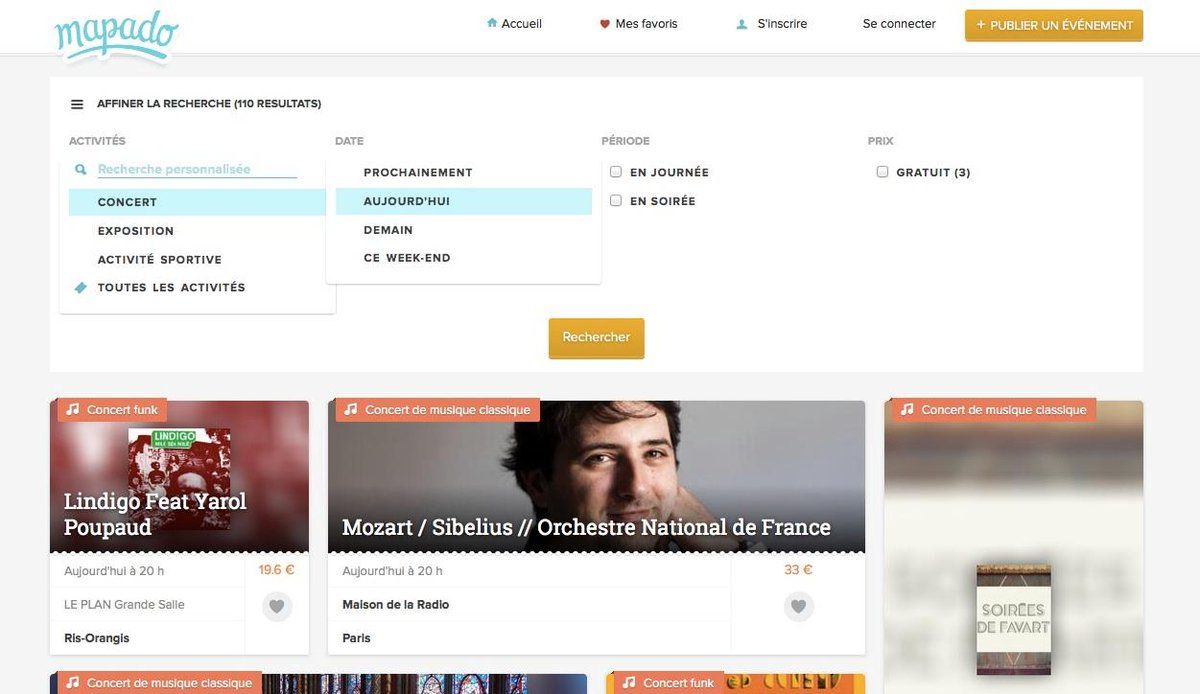 mapado
Accueil
Mes favoris
S'inscrire
Se connecter
+ PUBLIER UN ÉVÉNEMENT
AFFINER LA RECHERCHE (110 RESULTATS)
ACTIVITÉS
Recherche personnalisée
CONCERT
EXPOSITION
ACTIVITÉ SPORTIVE
TOUTES LES ACTIVITÉS
DATE
PROCHAINEMENT
AUJOURD'HUI
DEMAIN
CE WEEK-END
PÉRIODE
EN JOURNÉE
EN SOIRÉE
PRIX
GRATUIT (3)
Rechercher
Concert funk
LINDIGO
Lindigo Feat Yarol
Poupaud
Aujourd'hui à 20 h
19.6 €
LE PLAN Grande Salle
Ris-Orangis
Concert de musique classique
Mozart / Sibelius // Orchestre National de France
Aujourd'hui à 20 h
33 €
Maison de la Radio
Paris
Concert de musique classique
SOIRÉES
DE FAVART
Concert de musique classique
Concert funk